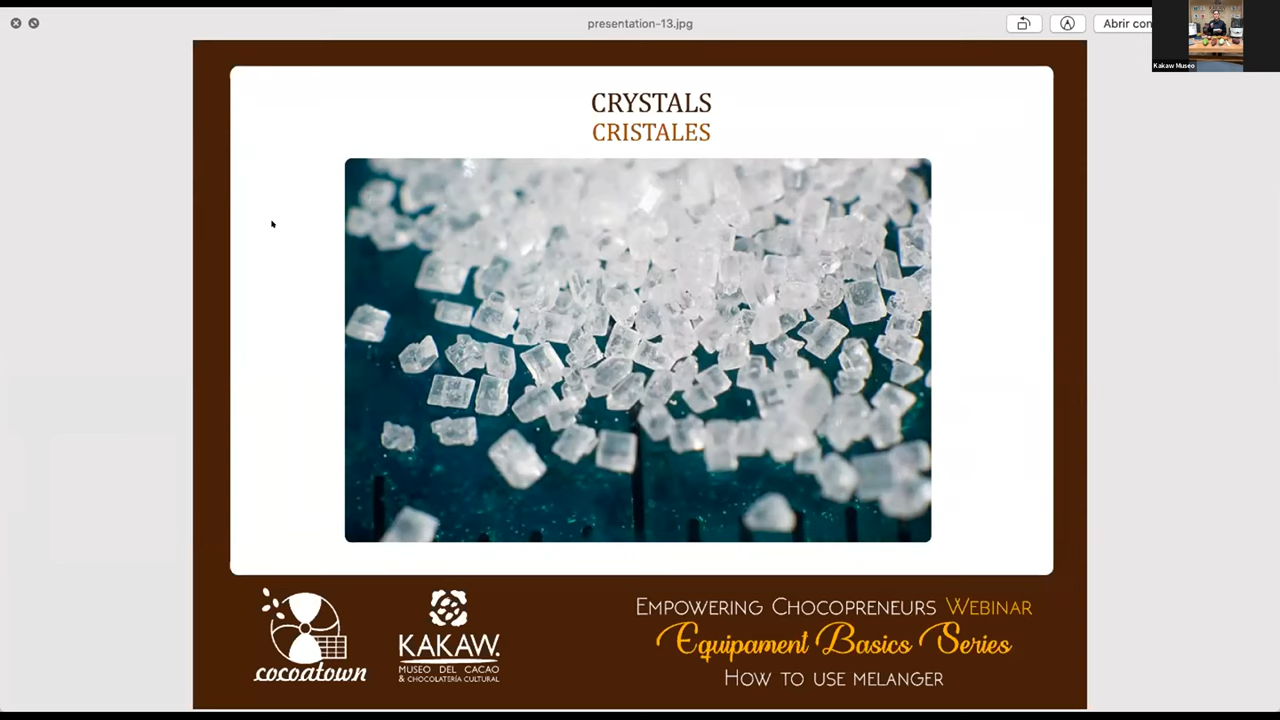 presentation-13.jpg
Abrir con
Kakaw Museo
CRYSTALS
CRISTALES
cocoatown
KAKAW.
MUSEO DEL CACAO
& CHOCOLATERÍA CULTURAL
EMPOWERING CHOCOPRENEURS WEBINAR
Equipament Basics Series
HOW TO USE MELANGER